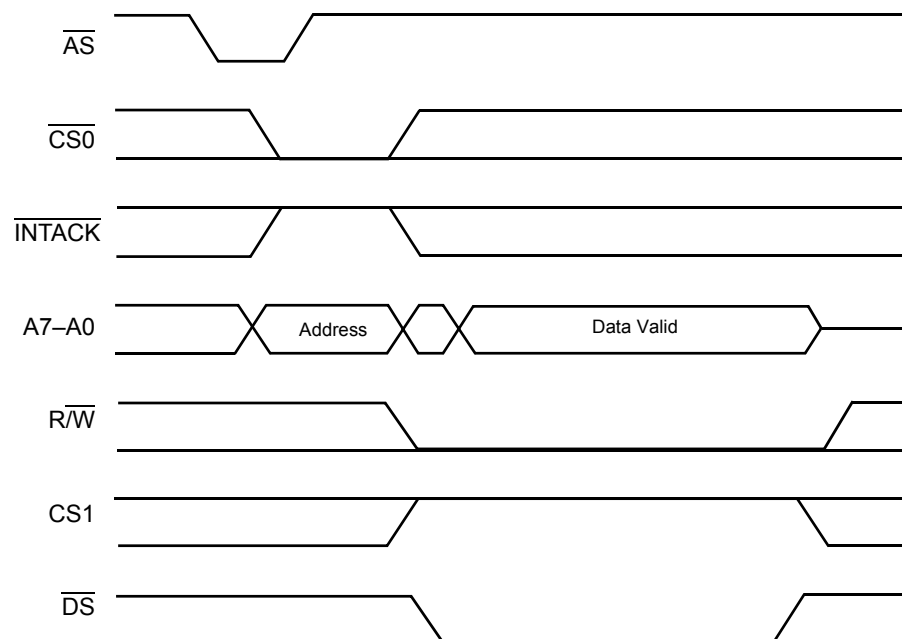 AS
CS0
INTACK
A7–A0
Address
Data Valid
R/W
CS1
DS